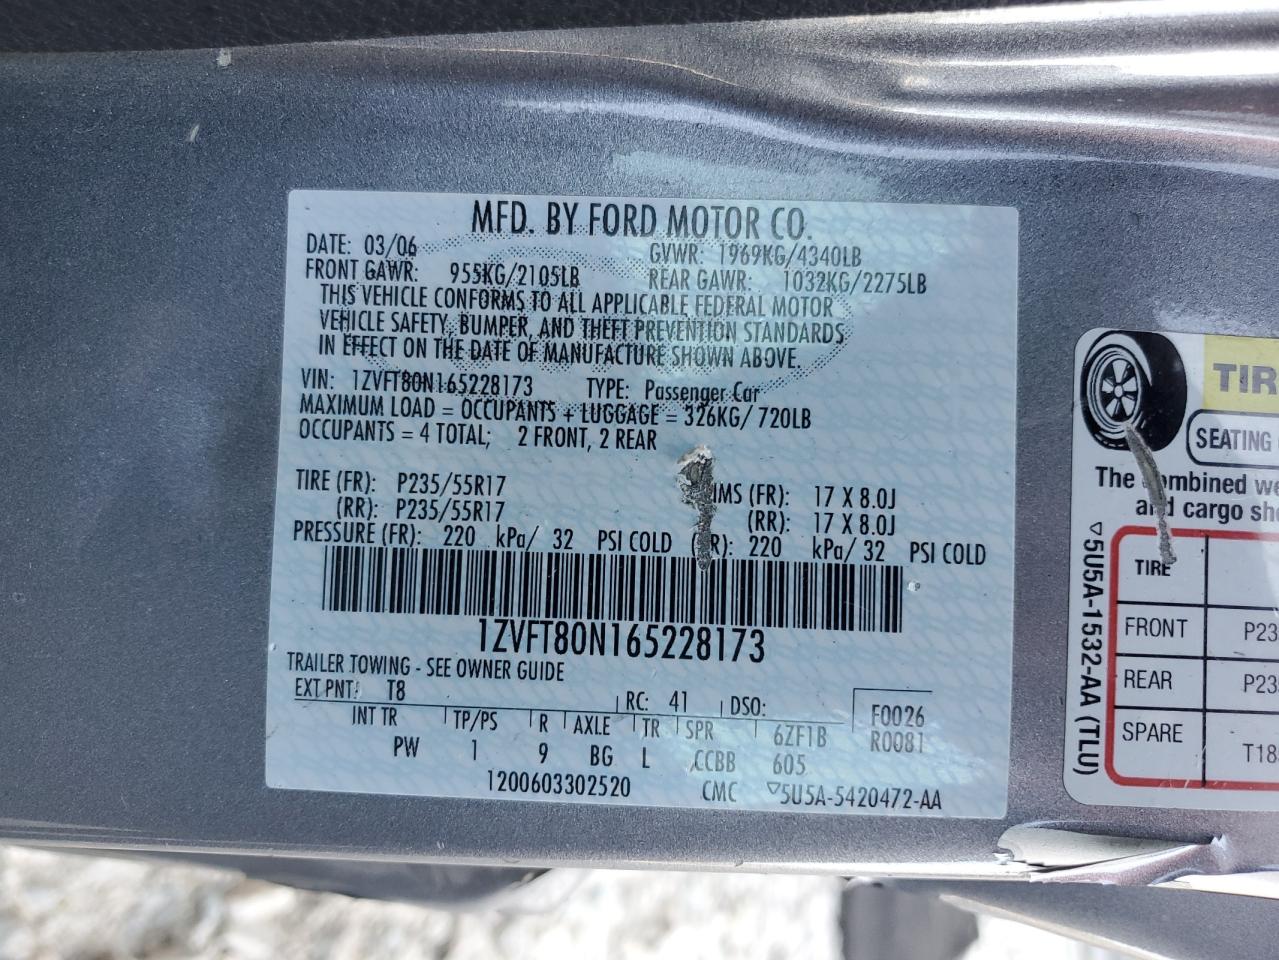 MFD. BY FORD MOTOR CO.
DATE: 03/06 GVWR: 1969KG/4340LB
FRONT GAWR: 955KG/2105LB REAR GAWR: 1032KG/2275LB
THIS VEHICLE CONFORMS TO ALL APPLICABLE FEDERAL MOTOR
VEHICLE SAFETY, BUMPER, AND THEFT PREVENTION STANDARDS
IN EFFECT ON THE DATE OF MANUFACTURE SHOWN ABOVE.
VIN: 1ZVFT80N165228173 TYPE: Passenger Car
MAXIMUM LOAD = OCCUPANTS + LUGGAGE = 326KG/ 720LB
OCCUPANTS = 4 TOTAL; 2 FRONT, 2 REAR
TIRE (FR): P235/55R17 IMS (FR): 17 X 8.0J
(RR): P235/55R17 (RR): 17 X 8.0J
PRESSURE (FR): 220 kPa/ 32 PSI COLD (RR): 220 kPa/ 32 PSI COLD
1ZVFT80N165228173
TRAILER TOWING - SEE OWNER GUIDE
EXT PNT: T8 RC: 41 DSO: F0026
INT TR TP/PS R AXLE TR SPR 6ZF1B R0081
PW 1 9 BG L CCBB 605
1200603302520 CMC ▽5U5A-5420472-AA
TIR
SEATING
The combined we
and cargo sh
TIRE
FRONT P23
REAR P23
SPARE T18
▽5U5A-1532-AA (TLU)